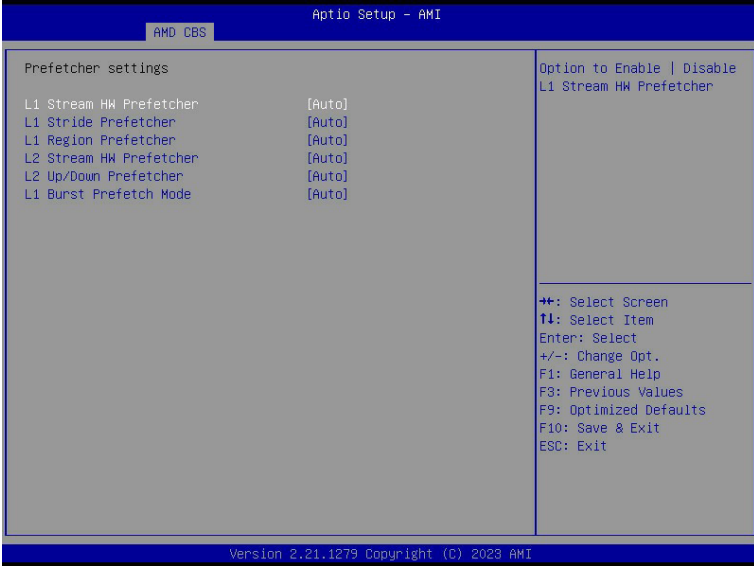 Aptio Setup – AMI
AMD CBS
Prefetcher settings
L1 Stream HW Prefetcher [Auto]
L1 Stride Prefetcher [Auto]
L1 Region Prefetcher [Auto]
L2 Stream HW Prefetcher [Auto]
L2 Up/Down Prefetcher [Auto]
L1 Burst Prefetch Mode [Auto]
Option to Enable | Disable
L1 Stream HW Prefetcher
→←: Select Screen
↑↓: Select Item
Enter: Select
+/-: Change Opt.
F1: General Help
F3: Previous Values
F9: Optimized Defaults
F10: Save & Exit
ESC: Exit
Version 2.21.1279 Copyright (C) 2023 AMI